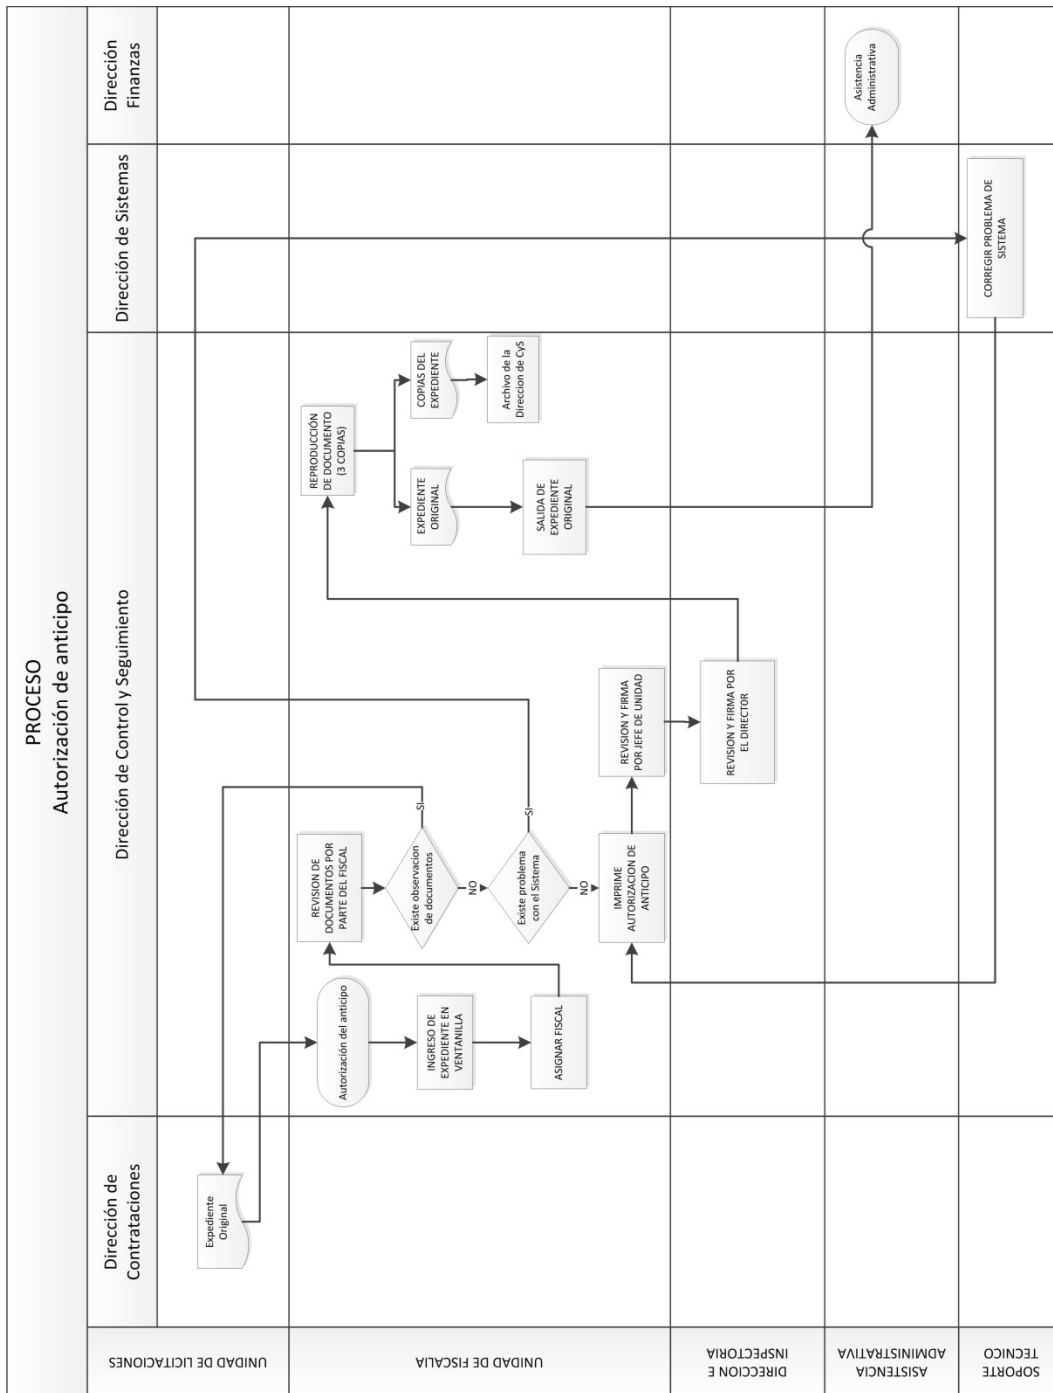 PROCESO
Autorización de anticipo
Dirección de
Contrataciones
Dirección de Control y Seguimiento
Dirección de Sistemas
Dirección
Finanzas
UNIDAD DE LICITACIONES
Expediente
Original
UNIDAD DE FISCALIA
Autorización del anticipo
INGRESO DE
EXPEDIENTE EN
VENTANILLA
ASIGNAR FISCAL
REVISION DE
DOCUMENTOS POR
PARTE DEL FISCAL
Existe observacion
de documentos
SI
NO
Existe problema
con el Sistema
SI
NO
IMPRIME
AUTORIZACION DE
ANTICIPO
REVISION Y FIRMA
POR JEFE DE UNIDAD
REPRODUCCIÓN
DE DOCUMENTO
(3 COPIAS)
EXPEDIENTE
ORIGINAL
COPIAS DEL
EXPEDIENTE
SALIDA DE
EXPEDIENTE
ORIGINAL
Archivo de la
Direccion de CyS
DIRECCION E
INSPECTORIA
REVISION Y FIRMA POR
EL DIRECTOR
ASISTENCIA
ADMINISTRATIVA
Asistencia
Administrativa
SOPORTE
TECNICO
CORREGIR PROBLEMA DE
SISTEMA